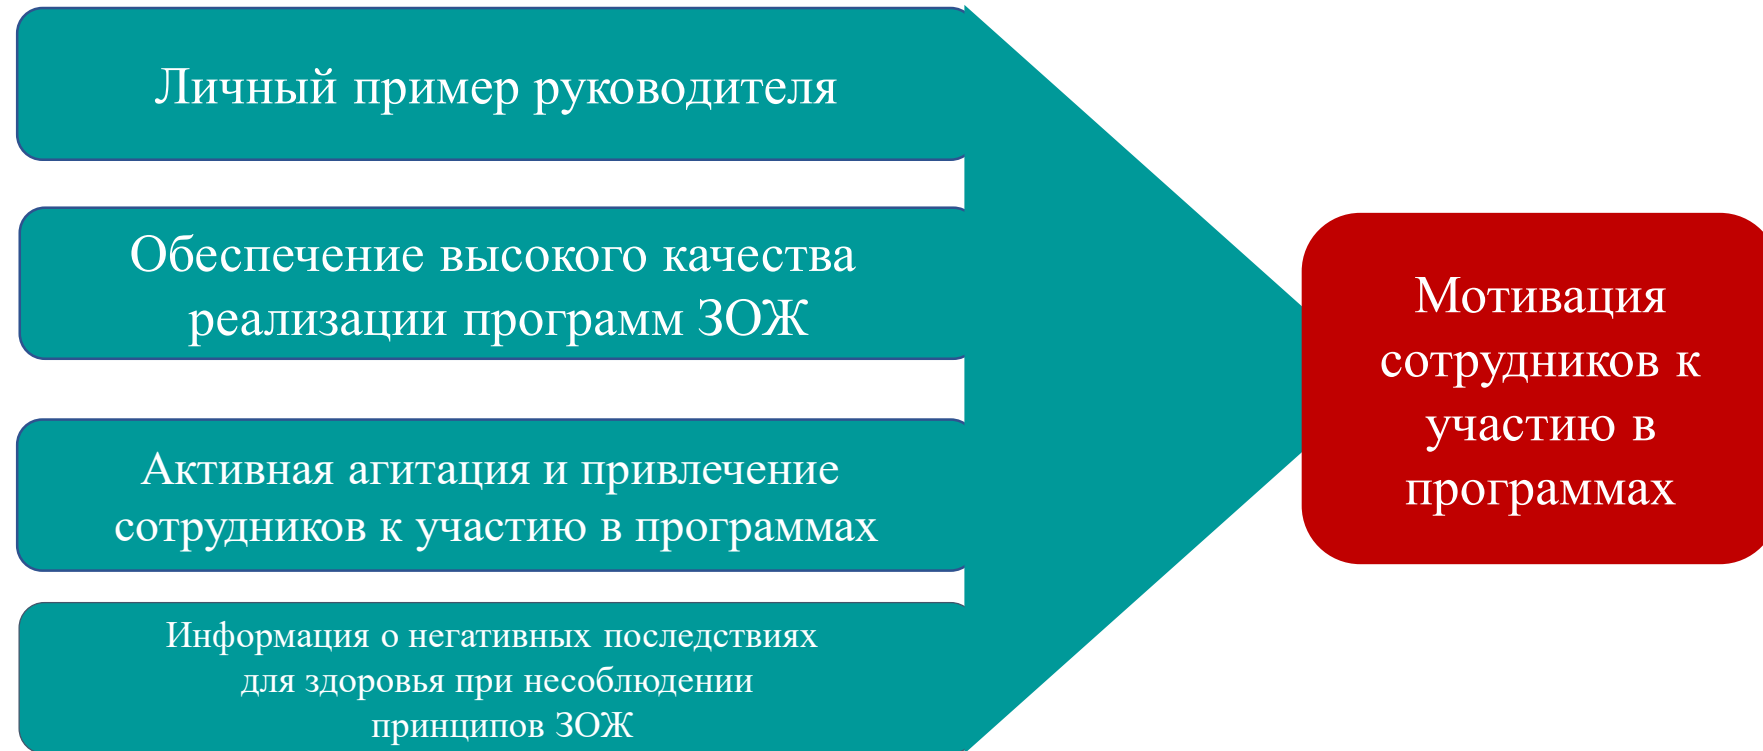 Личный пример руководителя
Обеспечение высокого качества
реализации программ ЗОЖ
Активная агитация и привлечение
сотрудников к участию в программах
Информация о негативных последствиях
для здоровья при несоблюдении
принципов ЗОЖ
Мотивация
сотрудников к
участию в
программах